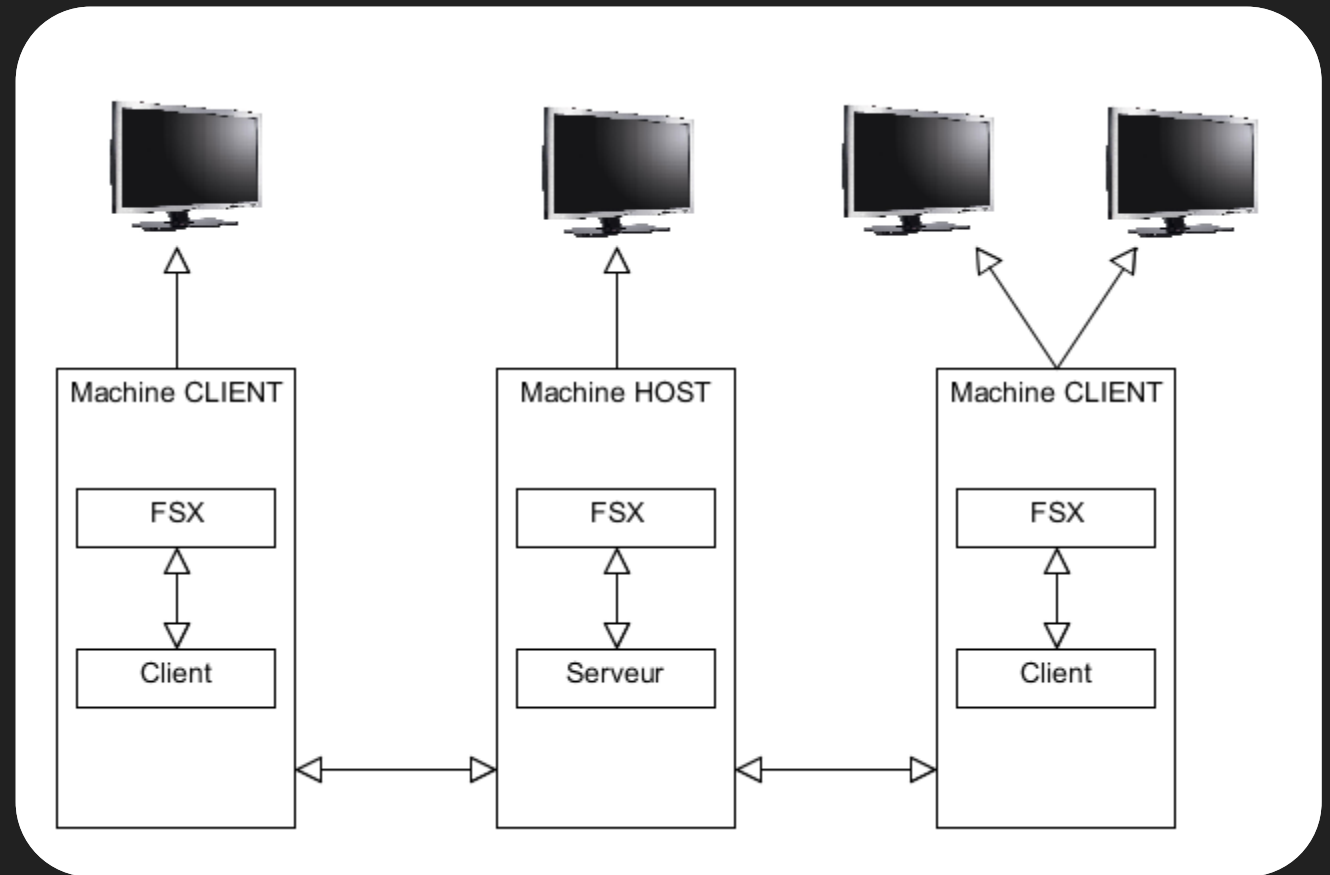 Machine CLIENT
Machine HOST
Machine CLIENT
FSX
FSX
FSX
Client
Serveur
Client